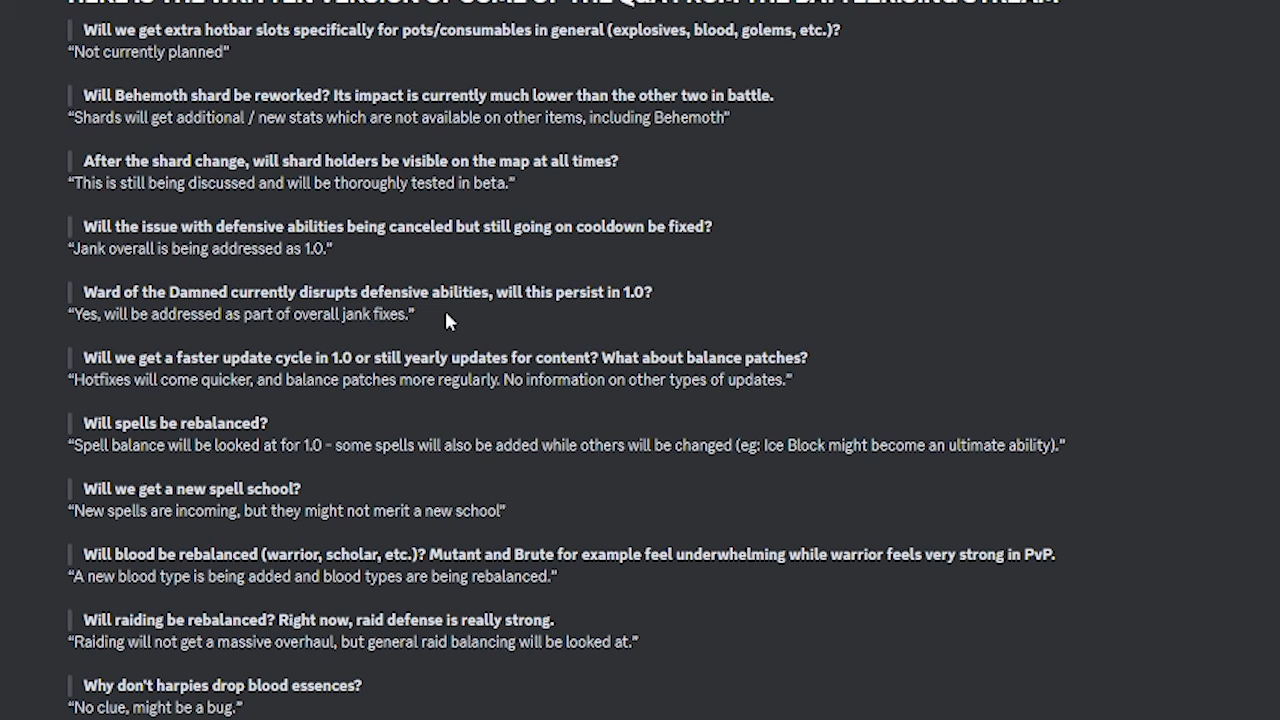 HERE IS THE WRITTEN VERSION OF SOME OF THE Q&A FROM THE BATTLERISING STREAM
Will we get extra hotbar slots specifically for pots/consumables in general (explosives, blood, golems, etc.)?
“Not currently planned”
Will Behemoth shard be reworked? Its impact is currently much lower than the other two in battle.
“Shards will get additional / new stats which are not available on other items, including Behemoth”
After the shard change, will shard holders be visible on the map at all times?
“This is still being discussed and will be thoroughly tested in beta.”
Will the issue with defensive abilities being canceled but still going on cooldown be fixed?
“Jank overall is being addressed as 1.0.”
Ward of the Damned currently disrupts defensive abilities, will this persist in 1.0?
“Yes, will be addressed as part of overall jank fixes.”
Will we get a faster update cycle in 1.0 or still yearly updates for content? What about balance patches?
“Hotfixes will come quicker, and balance patches more regularly. No information on other types of updates.”
Will spells be rebalanced?
“Spell balance will be looked at for 1.0 - some spells will also be added while others will be changed (eg: Ice Block might become an ultimate ability).”
Will we get a new spell school?
“New spells are incoming, but they might not merit a new school”
Will blood be rebalanced (warrior, scholar, etc.)? Mutant and Brute for example feel underwhelming while warrior feels very strong in PvP.
“A new blood type is being added and blood types are being rebalanced.”
Will raiding be rebalanced? Right now, raid defense is really strong.
“Raiding will not get a massive overhaul, but general raid balancing will be looked at.”
Why don't harpies drop blood essences?
“No clue, might be a bug.”